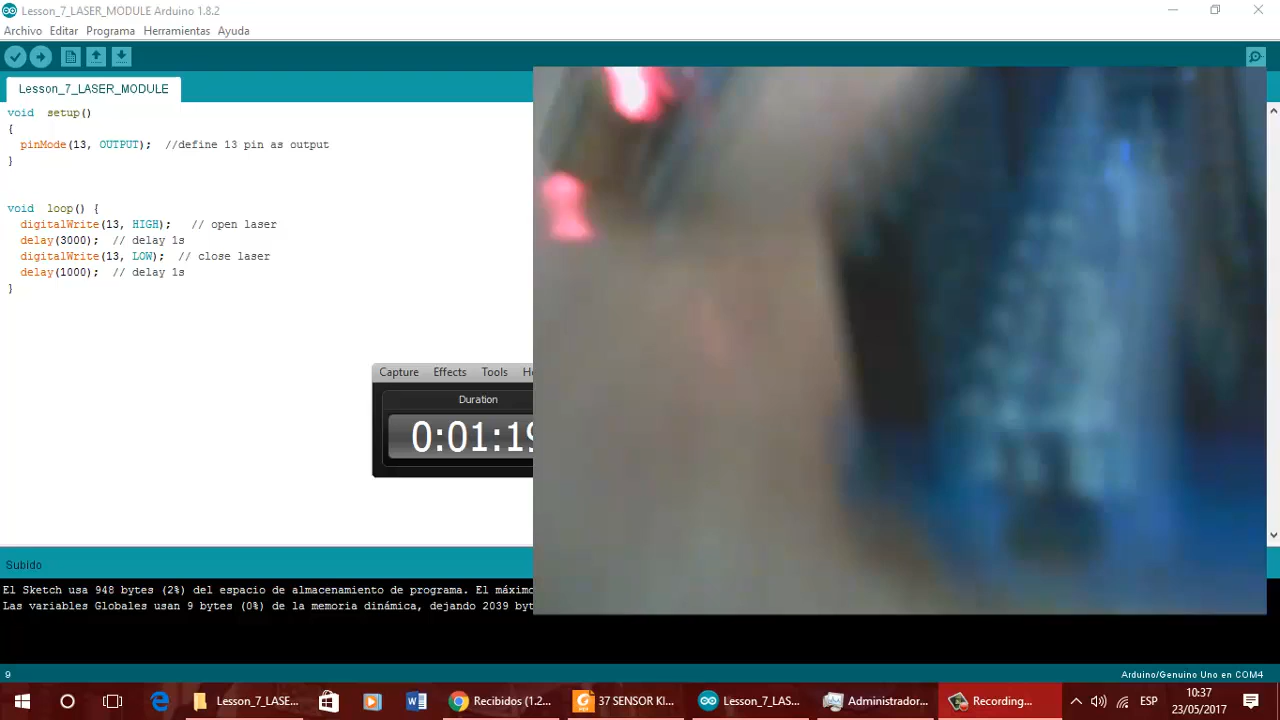 Lesson_7_LASER_MODULE Arduino 1.8.2
Archivo Editar Programa Herramientas Ayuda
Lesson_7_LASER_MODULE
void  setup()
{
  pinMode(13, OUTPUT);  //define 13 pin as output
}
void  loop() {
  digitalWrite(13, HIGH);   // open laser
  delay(3000);  // delay 1s
  digitalWrite(13, LOW);  // close laser
  delay(1000);  // delay 1s
}
Capture Effects Tools
Duration
0:01:19
Subido
El Sketch usa 948 bytes (2%) del espacio de almacenamiento de programa. El máximo
Las variables Globales usan 9 bytes (0%) de la memoria dinámica, dejando 2039 byt
9
Arduino/Genuino Uno en COM4
Lesson_7_LASE... Recibidos (1.2... 37 SENSOR KI... Lesson_7_LAS... Administrador... Recording... ESP
10:37
23/05/2017